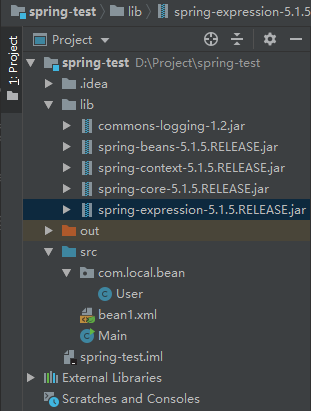 spring-test lib spring-expression-5.1.5
Project
1: Project
spring-test D:\Project\spring-test
.idea
lib
commons-logging-1.2.jar
spring-beans-5.1.5.RELEASE.jar
spring-context-5.1.5.RELEASE.jar
spring-core-5.1.5.RELEASE.jar
spring-expression-5.1.5.RELEASE.jar
out
src
com.local.bean
User
bean1.xml
Main
spring-test.iml
External Libraries
Scratches and Consoles